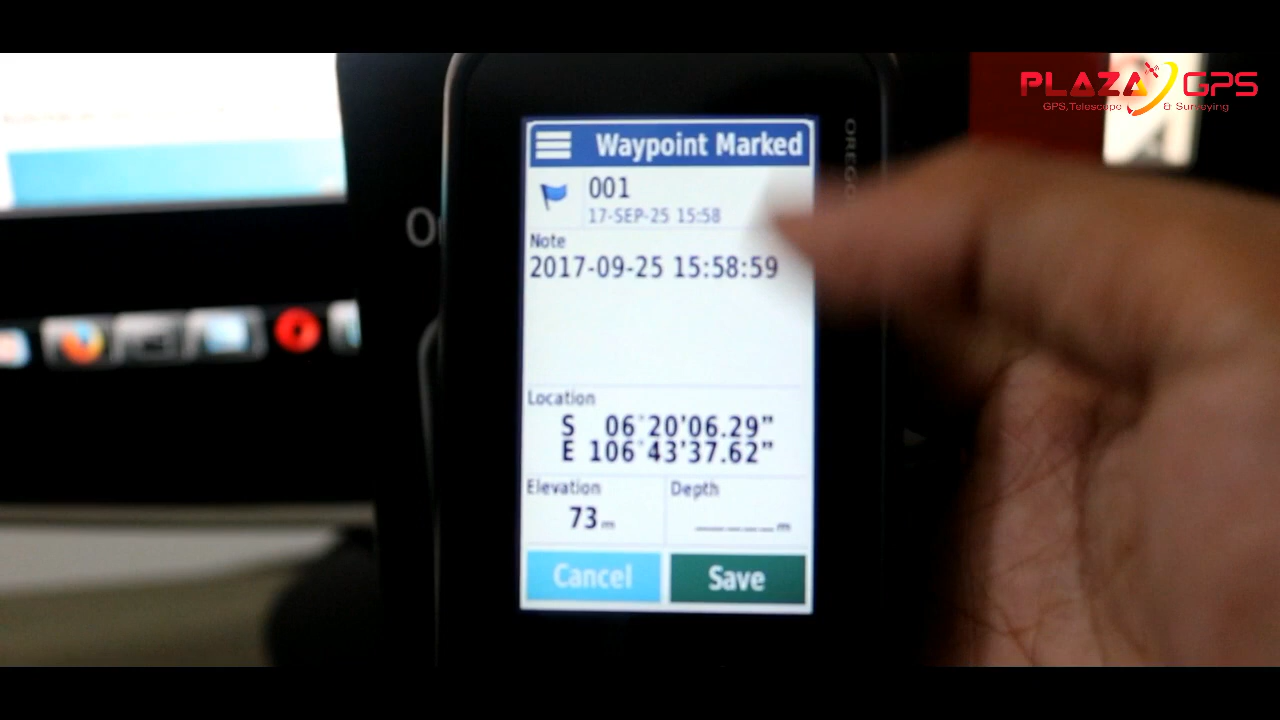 PLAZA GPS
GPS,Telescope & Surveying
Waypoint Marked
001
17-SEP-25 15:58
Note
2017-09-25 15:58:59
Location
S 06°20'06.29"
E 106°43'37.62"
Elevation
Depth
73 m
_____m
Cancel
Save